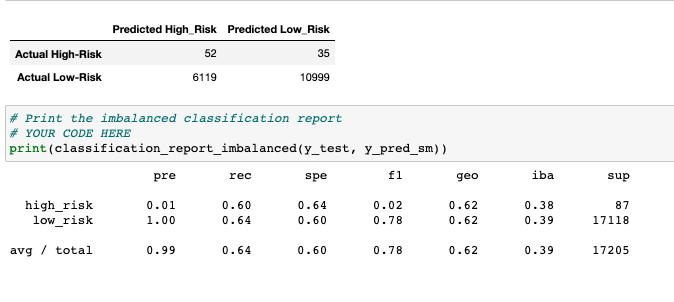 Predicted High_Risk Predicted Low_Risk
Actual High-Risk 52 35
Actual Low-Risk 6119 10999
# Print the imbalanced classification report
# YOUR CODE HERE
print(classification_report_imbalanced(y_test, y_pred_sm))
pre rec spe f1 geo iba sup
high_risk 0.01 0.60 0.64 0.02 0.62 0.38 87
low_risk 1.00 0.64 0.60 0.78 0.62 0.39 17118
avg / total 0.99 0.64 0.60 0.78 0.62 0.39 17205